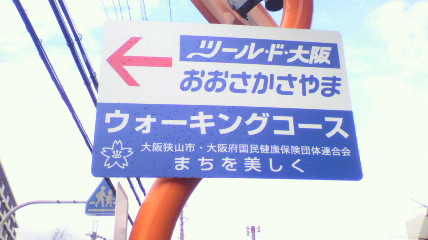 ツール・ド・大阪
おおさかさやま
ウォーキングコース
大阪狭山市・大阪府国民健康保険団体連合会
まちを美しく